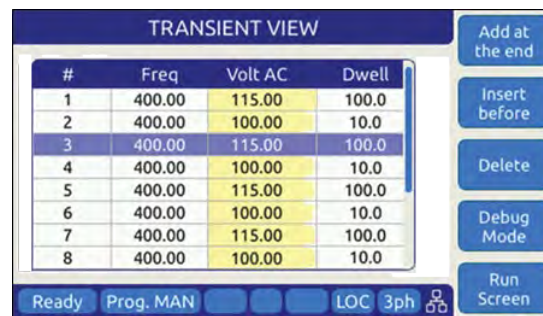 TRANSIENT VIEW
# Freq Volt AC Dwell
1 400.00 115.00 100.0
2 400.00 100.00 10.0
3 400.00 115.00 100.0
4 400.00 100.00 10.0
5 400.00 115.00 100.0
6 400.00 100.00 10.0
7 400.00 115.00 100.0
8 400.00 100.00 10.0
Ready Prog. MAN LOC 3ph
Add at
the end
Insert
before
Delete
Debug
Mode
Run
Screen